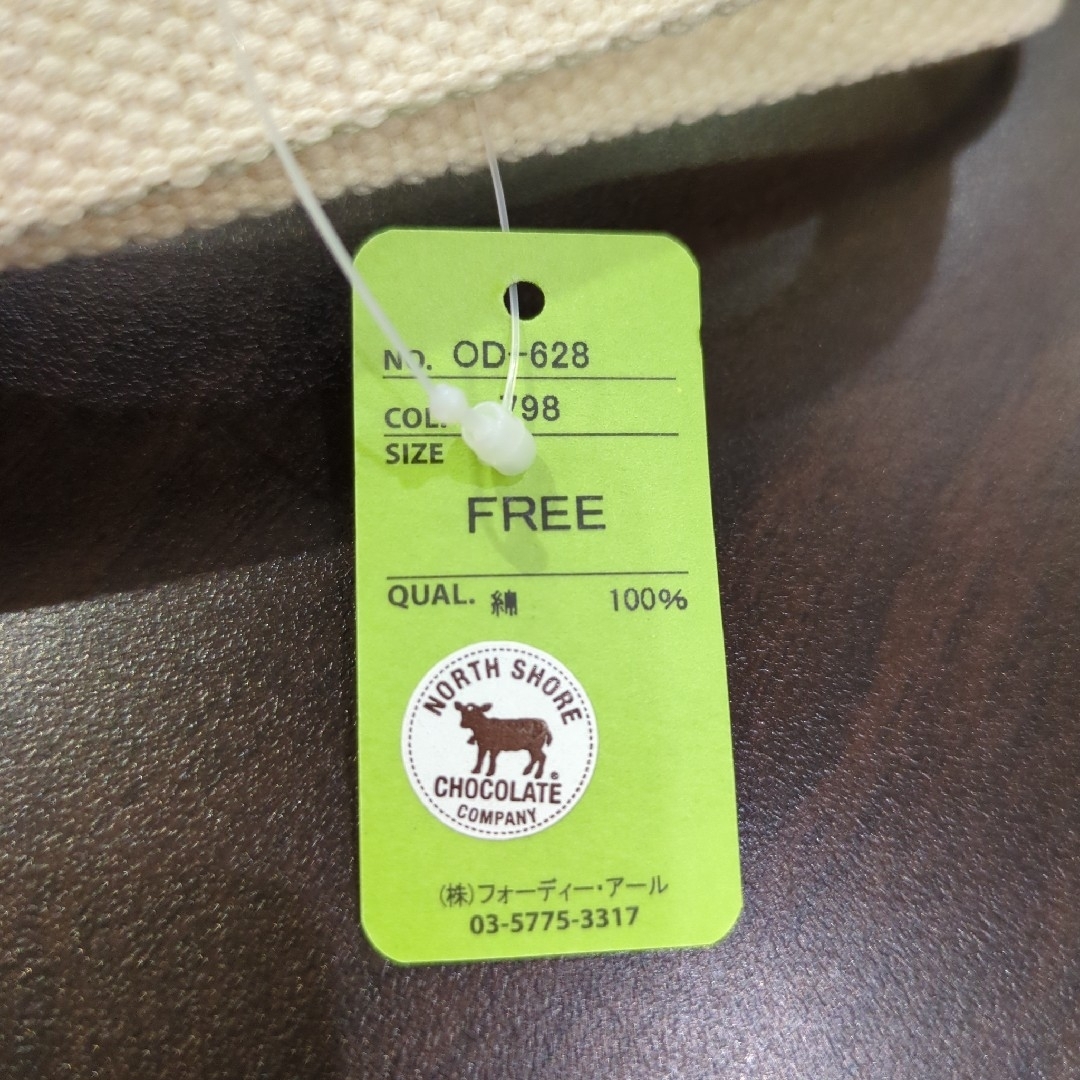 NO. OD-628
COL.
SIZE
FREE
QUAL. 綿 100%
NORTH SHORE
CHOCOLATE®
COMPANY
(株)フォーディー・アール
03-5775-3317